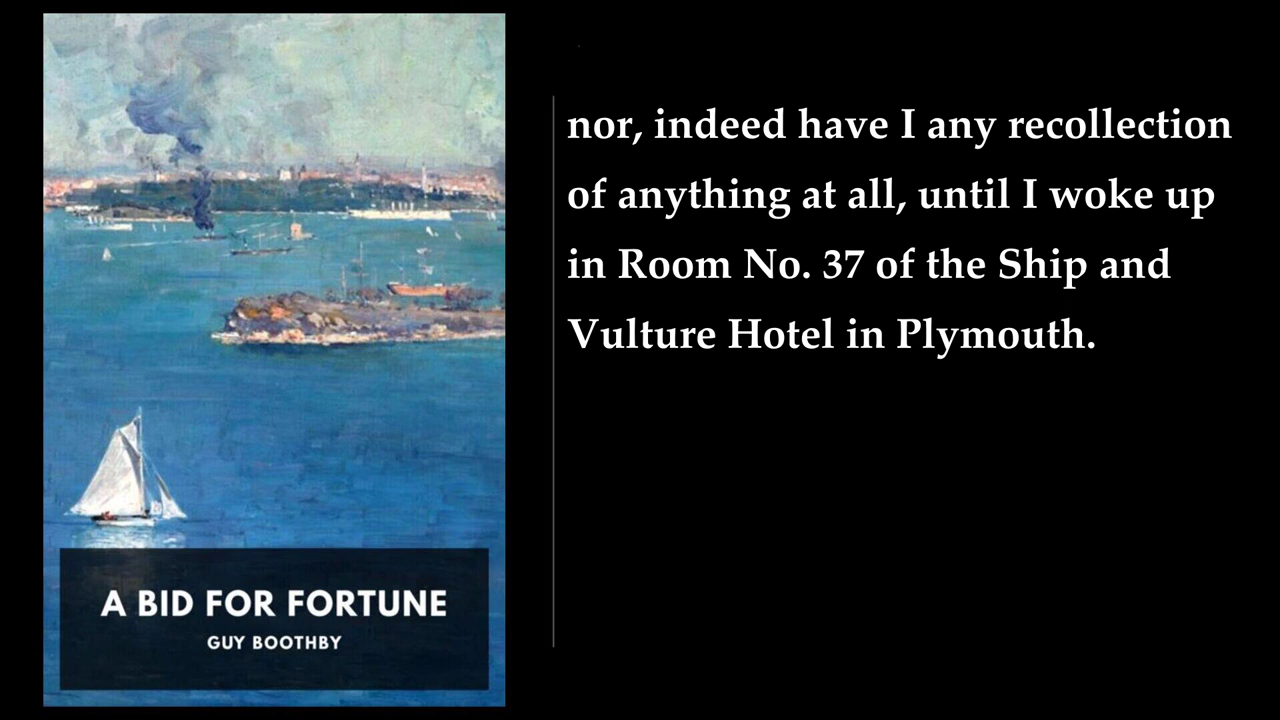 nor, indeed have I any recollection
of anything at all, until I woke up
in Room No. 37 of the Ship and
Vulture Hotel in Plymouth.
A BID FOR FORTUNE
GUY BOOTHBY